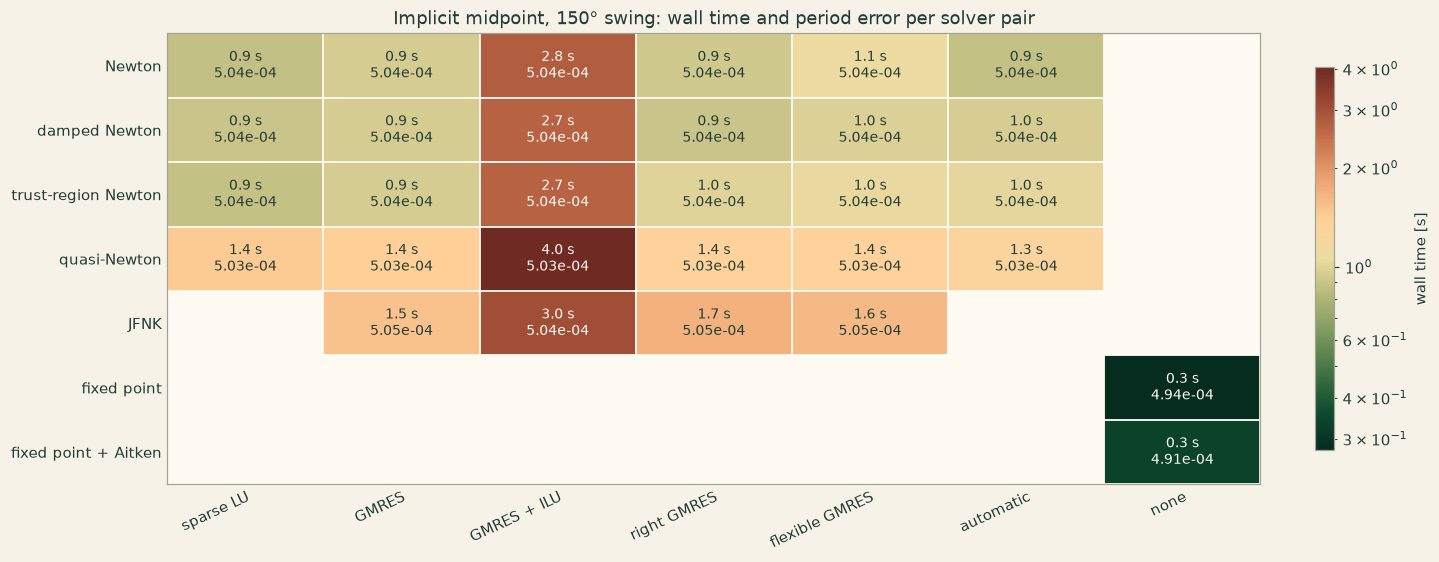 Implicit midpoint, 150° swing: wall time and period error per solver pair
Newton
0.9 s
5.04e-04
0.9 s
5.04e-04
2.8 s
5.04e-04
0.9 s
5.04e-04
1.1 s
5.04e-04
0.9 s
5.04e-04
damped Newton
0.9 s
5.04e-04
0.9 s
5.04e-04
2.7 s
5.04e-04
0.9 s
5.04e-04
1.0 s
5.04e-04
1.0 s
5.04e-04
trust-region Newton
0.9 s
5.04e-04
0.9 s
5.04e-04
2.7 s
5.04e-04
1.0 s
5.04e-04
1.0 s
5.04e-04
1.0 s
5.04e-04
quasi-Newton
1.4 s
5.03e-04
1.4 s
5.03e-04
4.0 s
5.03e-04
1.4 s
5.03e-04
1.4 s
5.03e-04
1.3 s
5.03e-04
JFNK
1.5 s
5.05e-04
3.0 s
5.04e-04
1.7 s
5.05e-04
1.6 s
5.05e-04
fixed point
0.3 s
4.94e-04
fixed point + Aitken
0.3 s
4.91e-04
sparse LU
GMRES
GMRES + ILU
right GMRES
flexible GMRES
automatic
none
4 × 10⁰
3 × 10⁰
2 × 10⁰
10⁰
6 × 10⁻¹
4 × 10⁻¹
3 × 10⁻¹
wall time [s]